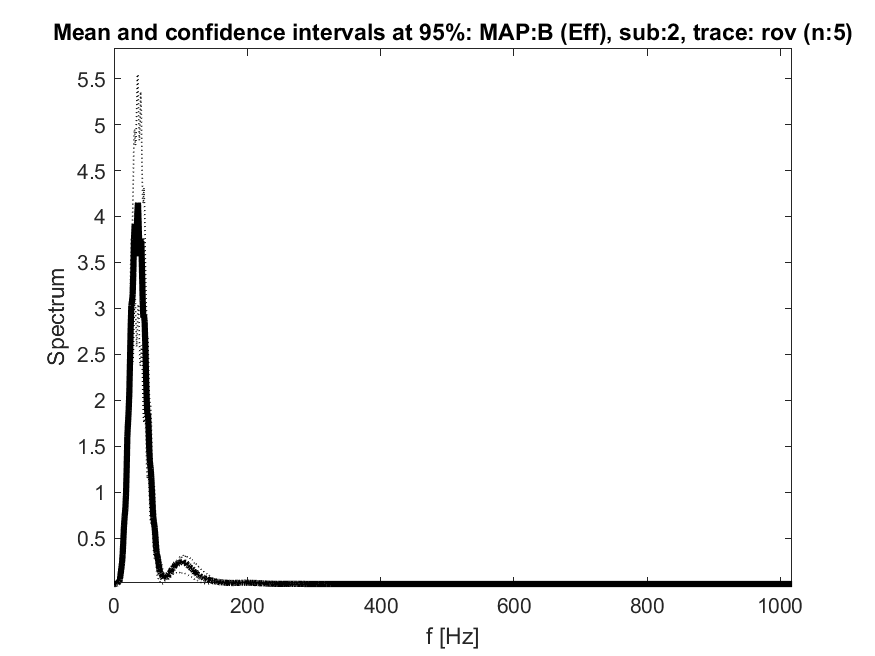 Mean and confidence intervals at 95%: MAP:B (Eff), sub:2, trace: rov (n:5)
5.5
5
4.5
4
3.5
3
2.5
2
1.5
1
0.5
Spectrum
0 200 400 600 800 1000
f [Hz]